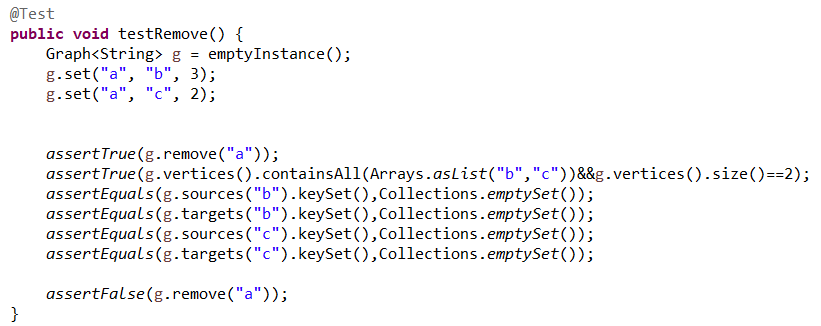 @Test
public void testRemove() {
    Graph<String> g = emptyInstance();
    g.set("a", "b", 3);
    g.set("a", "c", 2);


    assertTrue(g.remove("a"));
    assertTrue(g.vertices().containsAll(Arrays.asList("b","c"))&&g.vertices().size()==2);
    assertEquals(g.sources("b").keySet(),Collections.emptySet());
    assertEquals(g.targets("b").keySet(),Collections.emptySet());
    assertEquals(g.sources("c").keySet(),Collections.emptySet());
    assertEquals(g.targets("c").keySet(),Collections.emptySet());

    assertFalse(g.remove("a"));
}